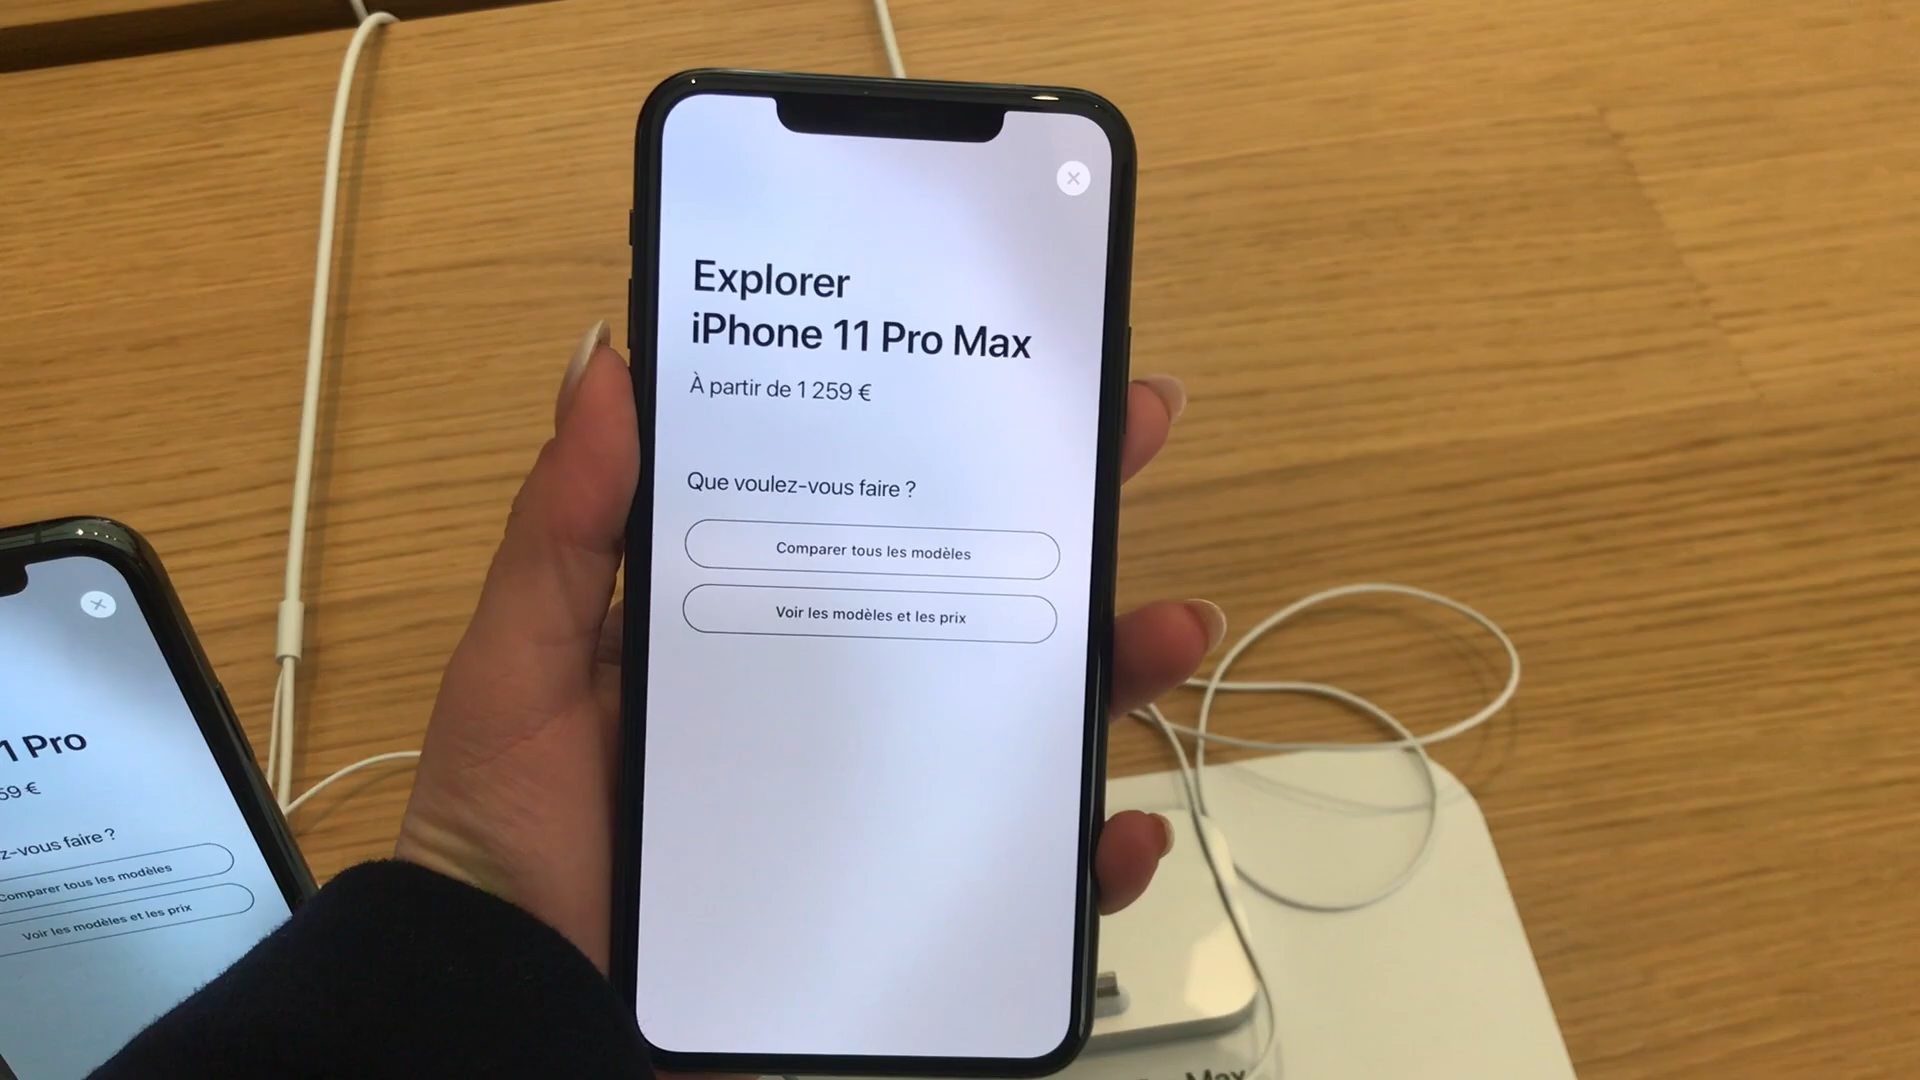 Explorer
iPhone 11 Pro Max
À partir de 1 259 €
Que voulez-vous faire ?
Comparer tous les modèles
Voir les modèles et les prix
1 Pro
59 €
z-vous faire ?
Comparer tous les modèles
Voir les modèles et les prix
Max